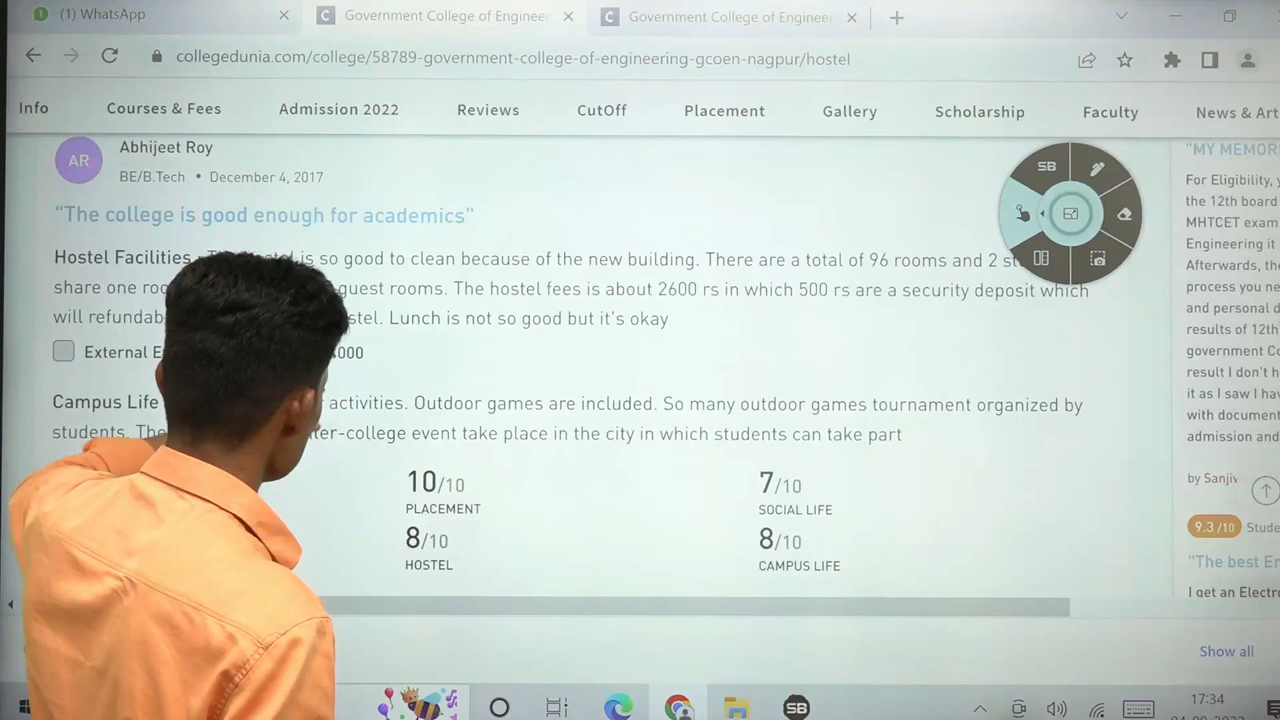 (1) WhatsApp
Government College of Enginee
Government College of Enginee
collegedunia.com/college/58789-government-college-of-engineering-gcoen-nagpur/hostel
Info Courses & Fees Admission 2022 Reviews CutOff Placement Gallery Scholarship Faculty News & Art
AR
Abhijeet Roy
BE/B.Tech • December 4, 2017
"The college is good enough for academics"
Hostel Facilities is so good to clean because of the new building. There are a total of 96 rooms and 2
share one guest rooms. The hostel fees is about 2600 rs in which 500 rs are a security deposit which
will Lunch is not so good but it's okay
External
000
Campus Life activities. Outdoor games are included. So many outdoor games tournament organized by
students. event take place in the city in which students can take part
10/10
PLACEMENT
7/10
SOCIAL LIFE
8/10
HOSTEL
8/10
CAMPUS LIFE
SB
"MY MEMOR
For Eligibility, y
the 12th board
MHTCET exam
Engineering it
Afterwards, the
process you ne
and personal d
results of 12th
government Co
result I don't h
it as I saw I hav
with document
admission and
by Sanjiv
9.3/10 Stude
"The best En
I get an Electro
Show all
SB
17:34